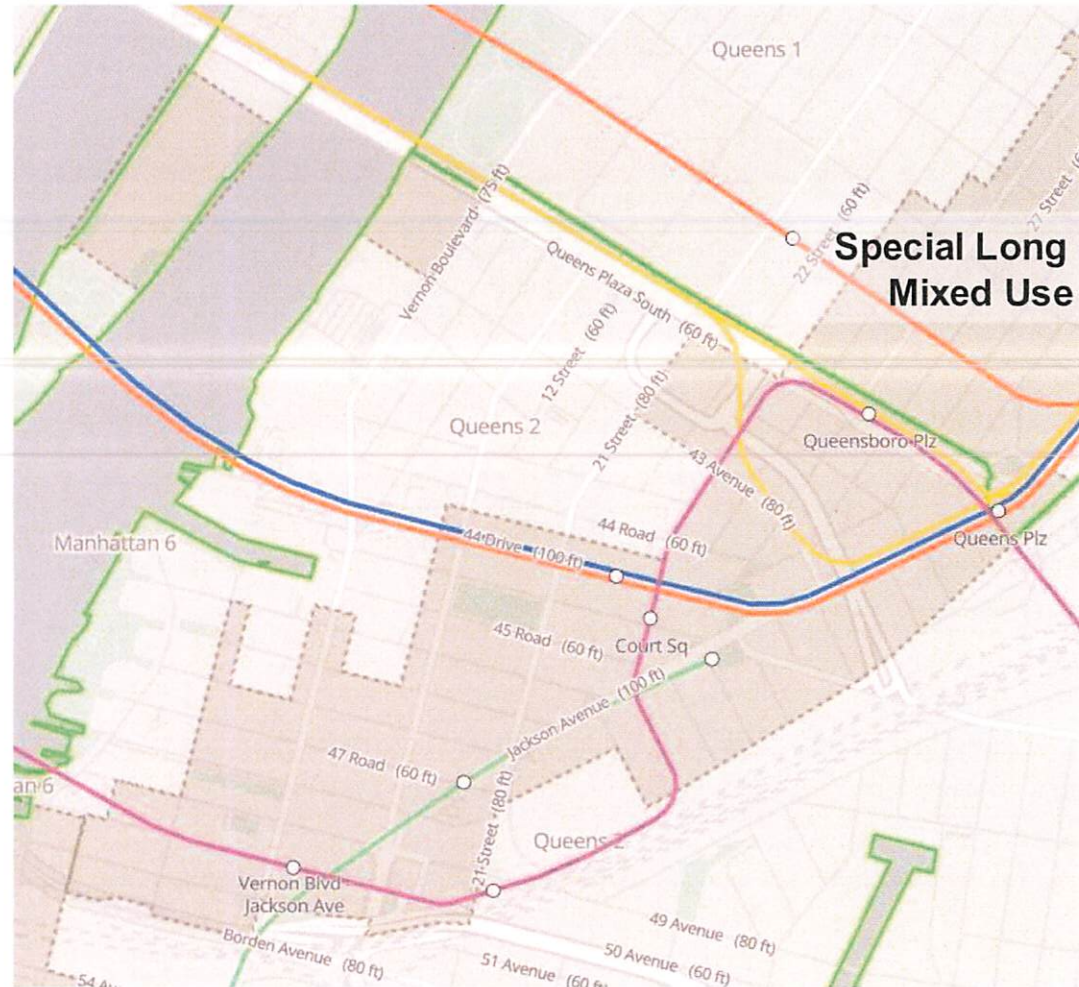 Queens 1
Vernon Boulevard (75 ft)
22 Street (60 ft)
27 Street
Special Long
Mixed Use
Queens Plaza South (60 ft)
12 Street (60 ft)
21 Street (80 ft)
Queens 2
Queensboro Plz
43 Avenue (80 ft)
44 Road (60 ft)
44 Drive (100 ft)
Manhattan 6
Queens Plz
45 Road (60 ft)
Court Sq
Jackson Avenue (100 ft)
47 Road (60 ft)
an 6
21 Street (80 ft)
Queens 2
Vernon Blvd
Jackson Ave
49 Avenue (80 ft)
Borden Avenue (80 ft)
50 Avenue (60 ft)
51 Avenue (60 ft)
54 Av